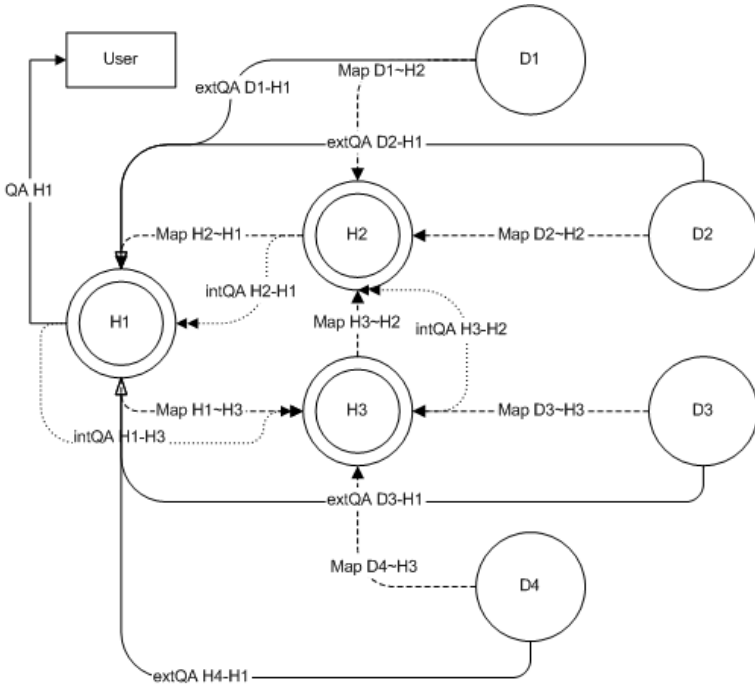 User
D1
Map D1~H2
extQA D1-H1
extQA D2-H1
QA H1
H2
Map H2~H1
Map D2~H2
D2
intQA H2-H1
H1
Map H3~H2
intQA H3-H2
Map H1~H3
H3
Map D3~H3
D3
intQA H1-H3
extQA D3-H1
Map D4~H3
D4
extQA H4-H1